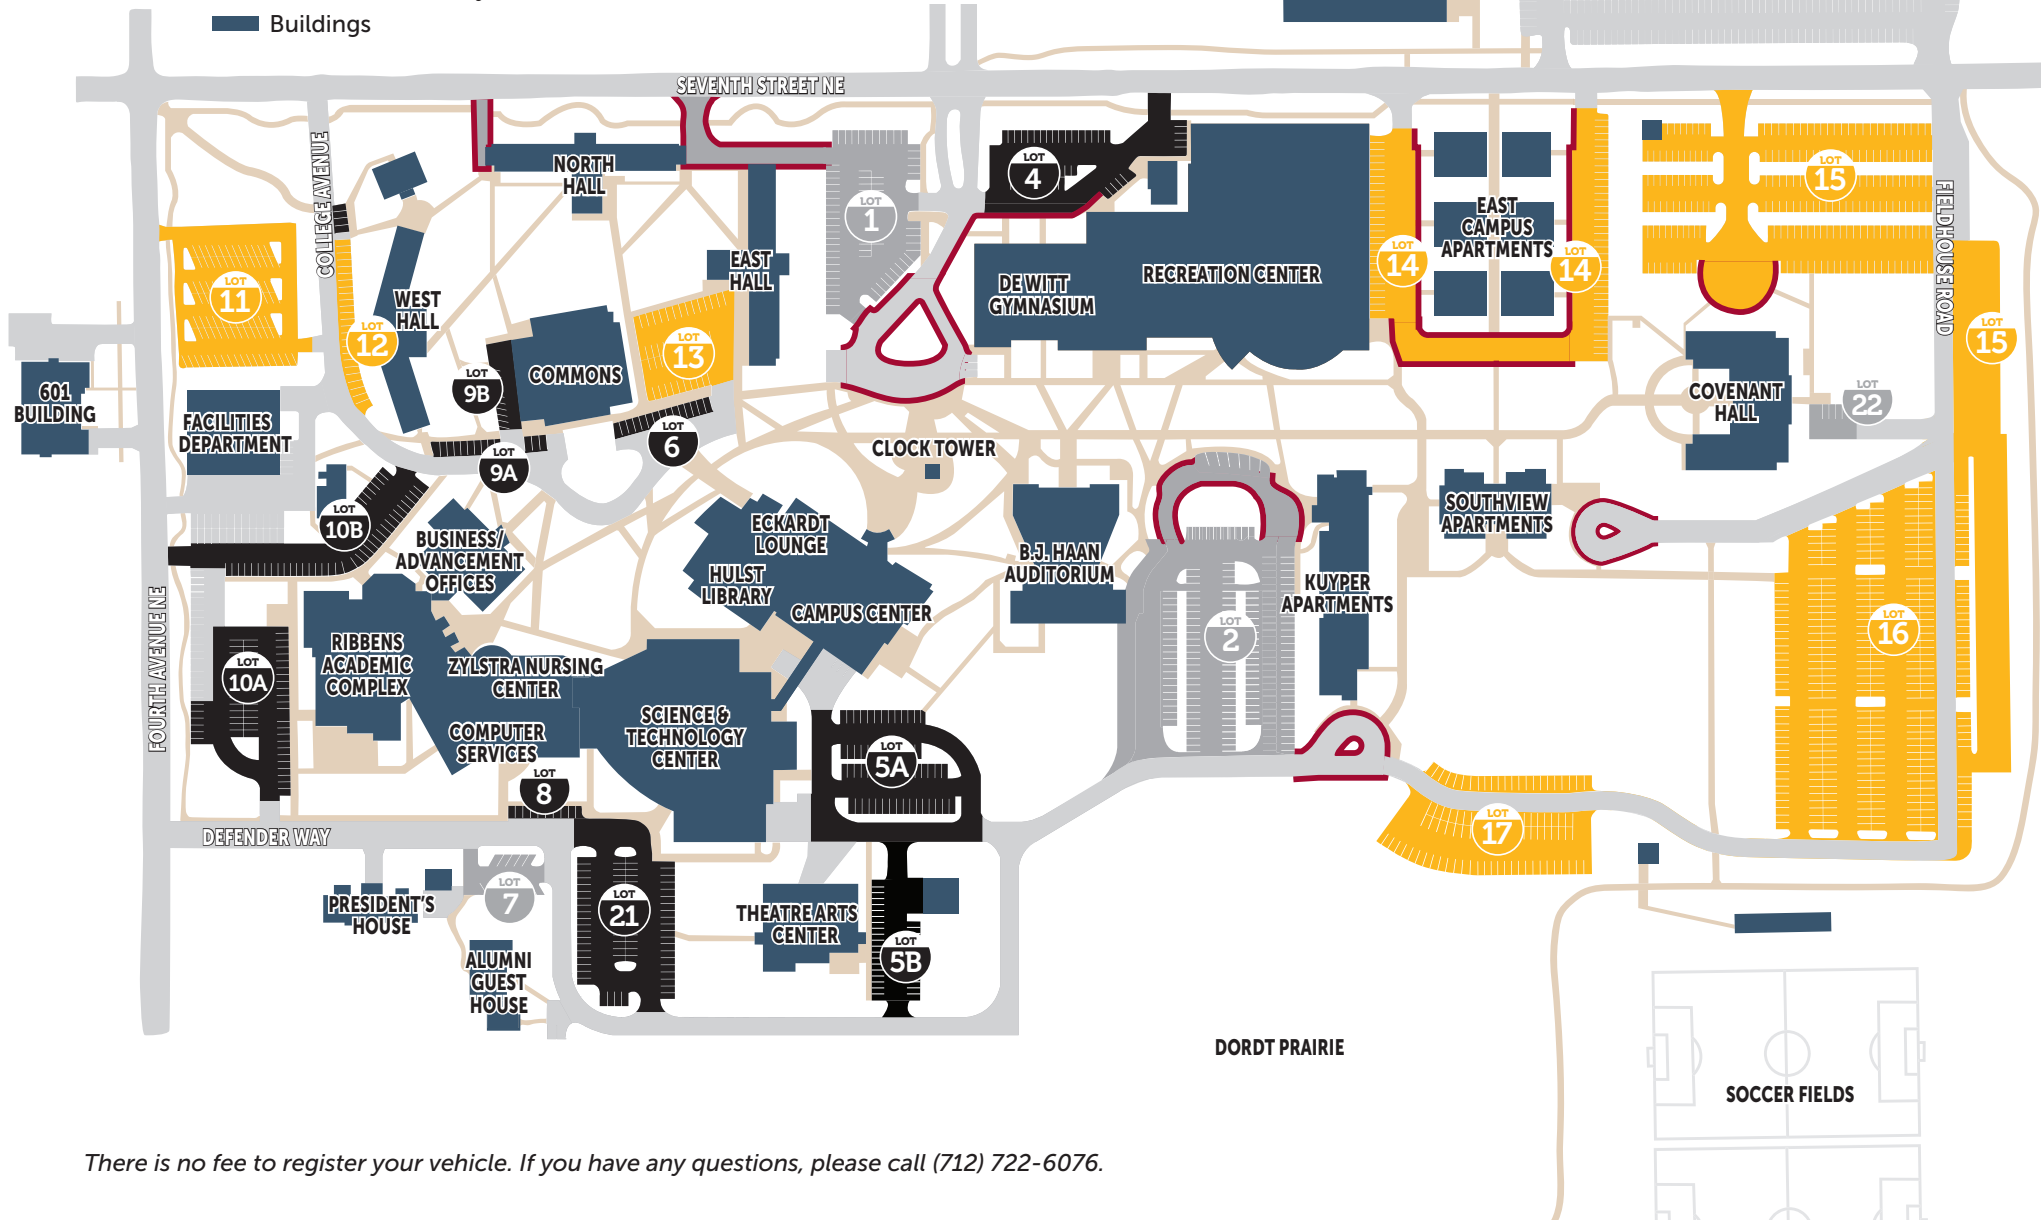 Buildings
SEVENTH STREET NE
COLLEGE AVENUE
NORTH
HALL
LOT
1
LOT
4
LOT
15
EAST
CAMPUS
APARTMENTS
LOT
14
LOT
14
FIELDHOUSE ROAD
LOT
11
WEST
HALL
EAST
HALL
DE WITT
GYMNASIUM
RECREATION CENTER
LOT
12
LOT
13
LOT
15
601
BUILDING
FACILITIES
DEPARTMENT
LOT
9B
COMMONS
COVENANT
HALL
LOT
22
LOT
6
LOT
9A
CLOCK TOWER
LOT
10B
BUSINESS/
ADVANCEMENT
OFFICES
ECKARDT
LOUNGE
HULST
LIBRARY
CAMPUS CENTER
B.J. HAAN
AUDITORIUM
SOUTHVIEW
APARTMENTS
KUYPER
APARTMENTS
LOT
2
LOT
16
FOURTH AVENUE NE
LOT
10A
RIBBENS
ACADEMIC
COMPLEX
ZYLSTRA NURSING
CENTER
COMPUTER
SERVICES
SCIENCE &
TECHNOLOGY
CENTER
LOT
5A
LOT
8
LOT
17
DEFENDER WAY
PRESIDENT'S
HOUSE
LOT
7
LOT
21
THEATRE ARTS
CENTER
LOT
5B
ALUMNI
GUEST
HOUSE
DORDT PRAIRIE
SOCCER FIELDS
There is no fee to register your vehicle. If you have any questions, please call (712) 722-6076.